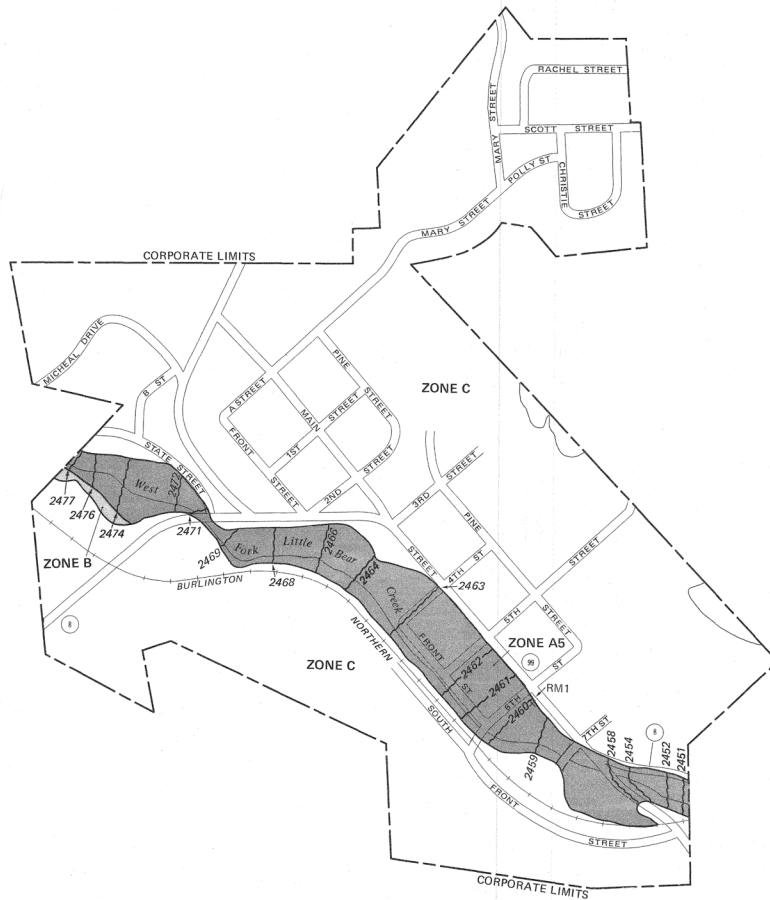 RACHEL STREET
MARY STREET
SCOTT STREET
POLLY ST
CHRISTIE STREET
MARY STREET
CORPORATE LIMITS
MICHEAL DRIVE
B ST
A STREET
PINE STREET
ZONE C
MAIN
1ST STREET
FRONT STREET
STATE STREET
2ND STREET
3RD STREET
PINE STREET
West
2472
2477
2476
2474
2471
ZONE B
2469
Fork
Little
Bear
Creek
2466
2464
2468
BURLINGTON
NORTHERN
STREET
4TH ST
2463
5TH STREET
ZONE A5
99
8
FRONT ST
2462
2461
2460
6TH ST
RM1
ZONE C
SOUTH FRONT STREET
2459
7TH ST
8
2458
2454
2452
2451
CORPORATE LIMITS